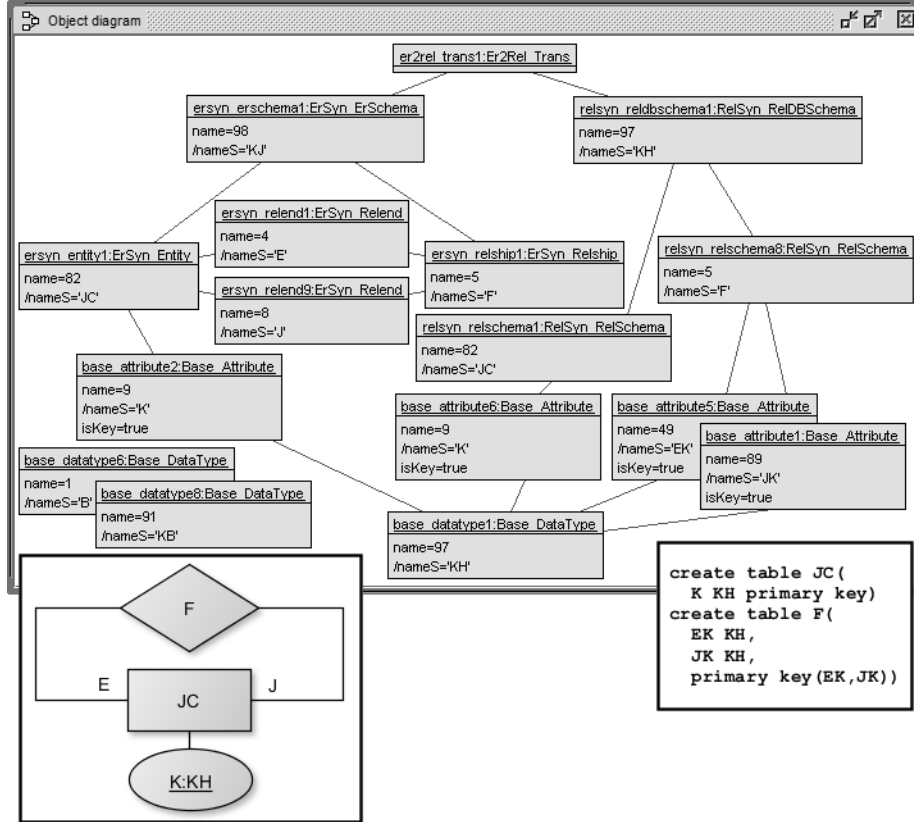 Object diagram
er2rel_trans1:Er2Rel_Trans
ersyn_erschema1:ErSyn_ErSchema
name=98
/nameS='KJ'
relsyn_reldbschema1:RelSyn_RelDBSchema
name=97
/nameS='KH'
ersyn_relend1:ErSyn_Relend
name=4
/nameS='E'
ersyn_entity1:ErSyn_Entity
name=82
/nameS='JC'
ersyn_relship1:ErSyn_Relship
name=5
/nameS='F'
relsyn_relschema8:RelSyn_RelSchema
name=5
/nameS='F'
ersyn_relend9:ErSyn_Relend
name=8
/nameS='J'
relsyn_relschema1:RelSyn_RelSchema
name=82
/nameS='JC'
base_attribute2:Base_Attribute
name=9
/nameS='K'
isKey=true
base_attribute6:Base_Attribute
name=9
/nameS='K'
isKey=true
base_attribute5:Base_Attribute
name=49
/nameS='EK'
isKey=true
base_attribute1:Base_Attribute
name=89
/nameS='JK'
isKey=true
base_datatype6:Base_DataType
name=1
/nameS='B'
base_datatype8:Base_DataType
name=91
/nameS='KB'
base_datatype1:Base_DataType
name=97
/nameS='KH'
F
E
J
JC
K:KH
create table JC(
K KH primary key)
create table F(
EK KH,
JK KH,
primary key(EK,JK))